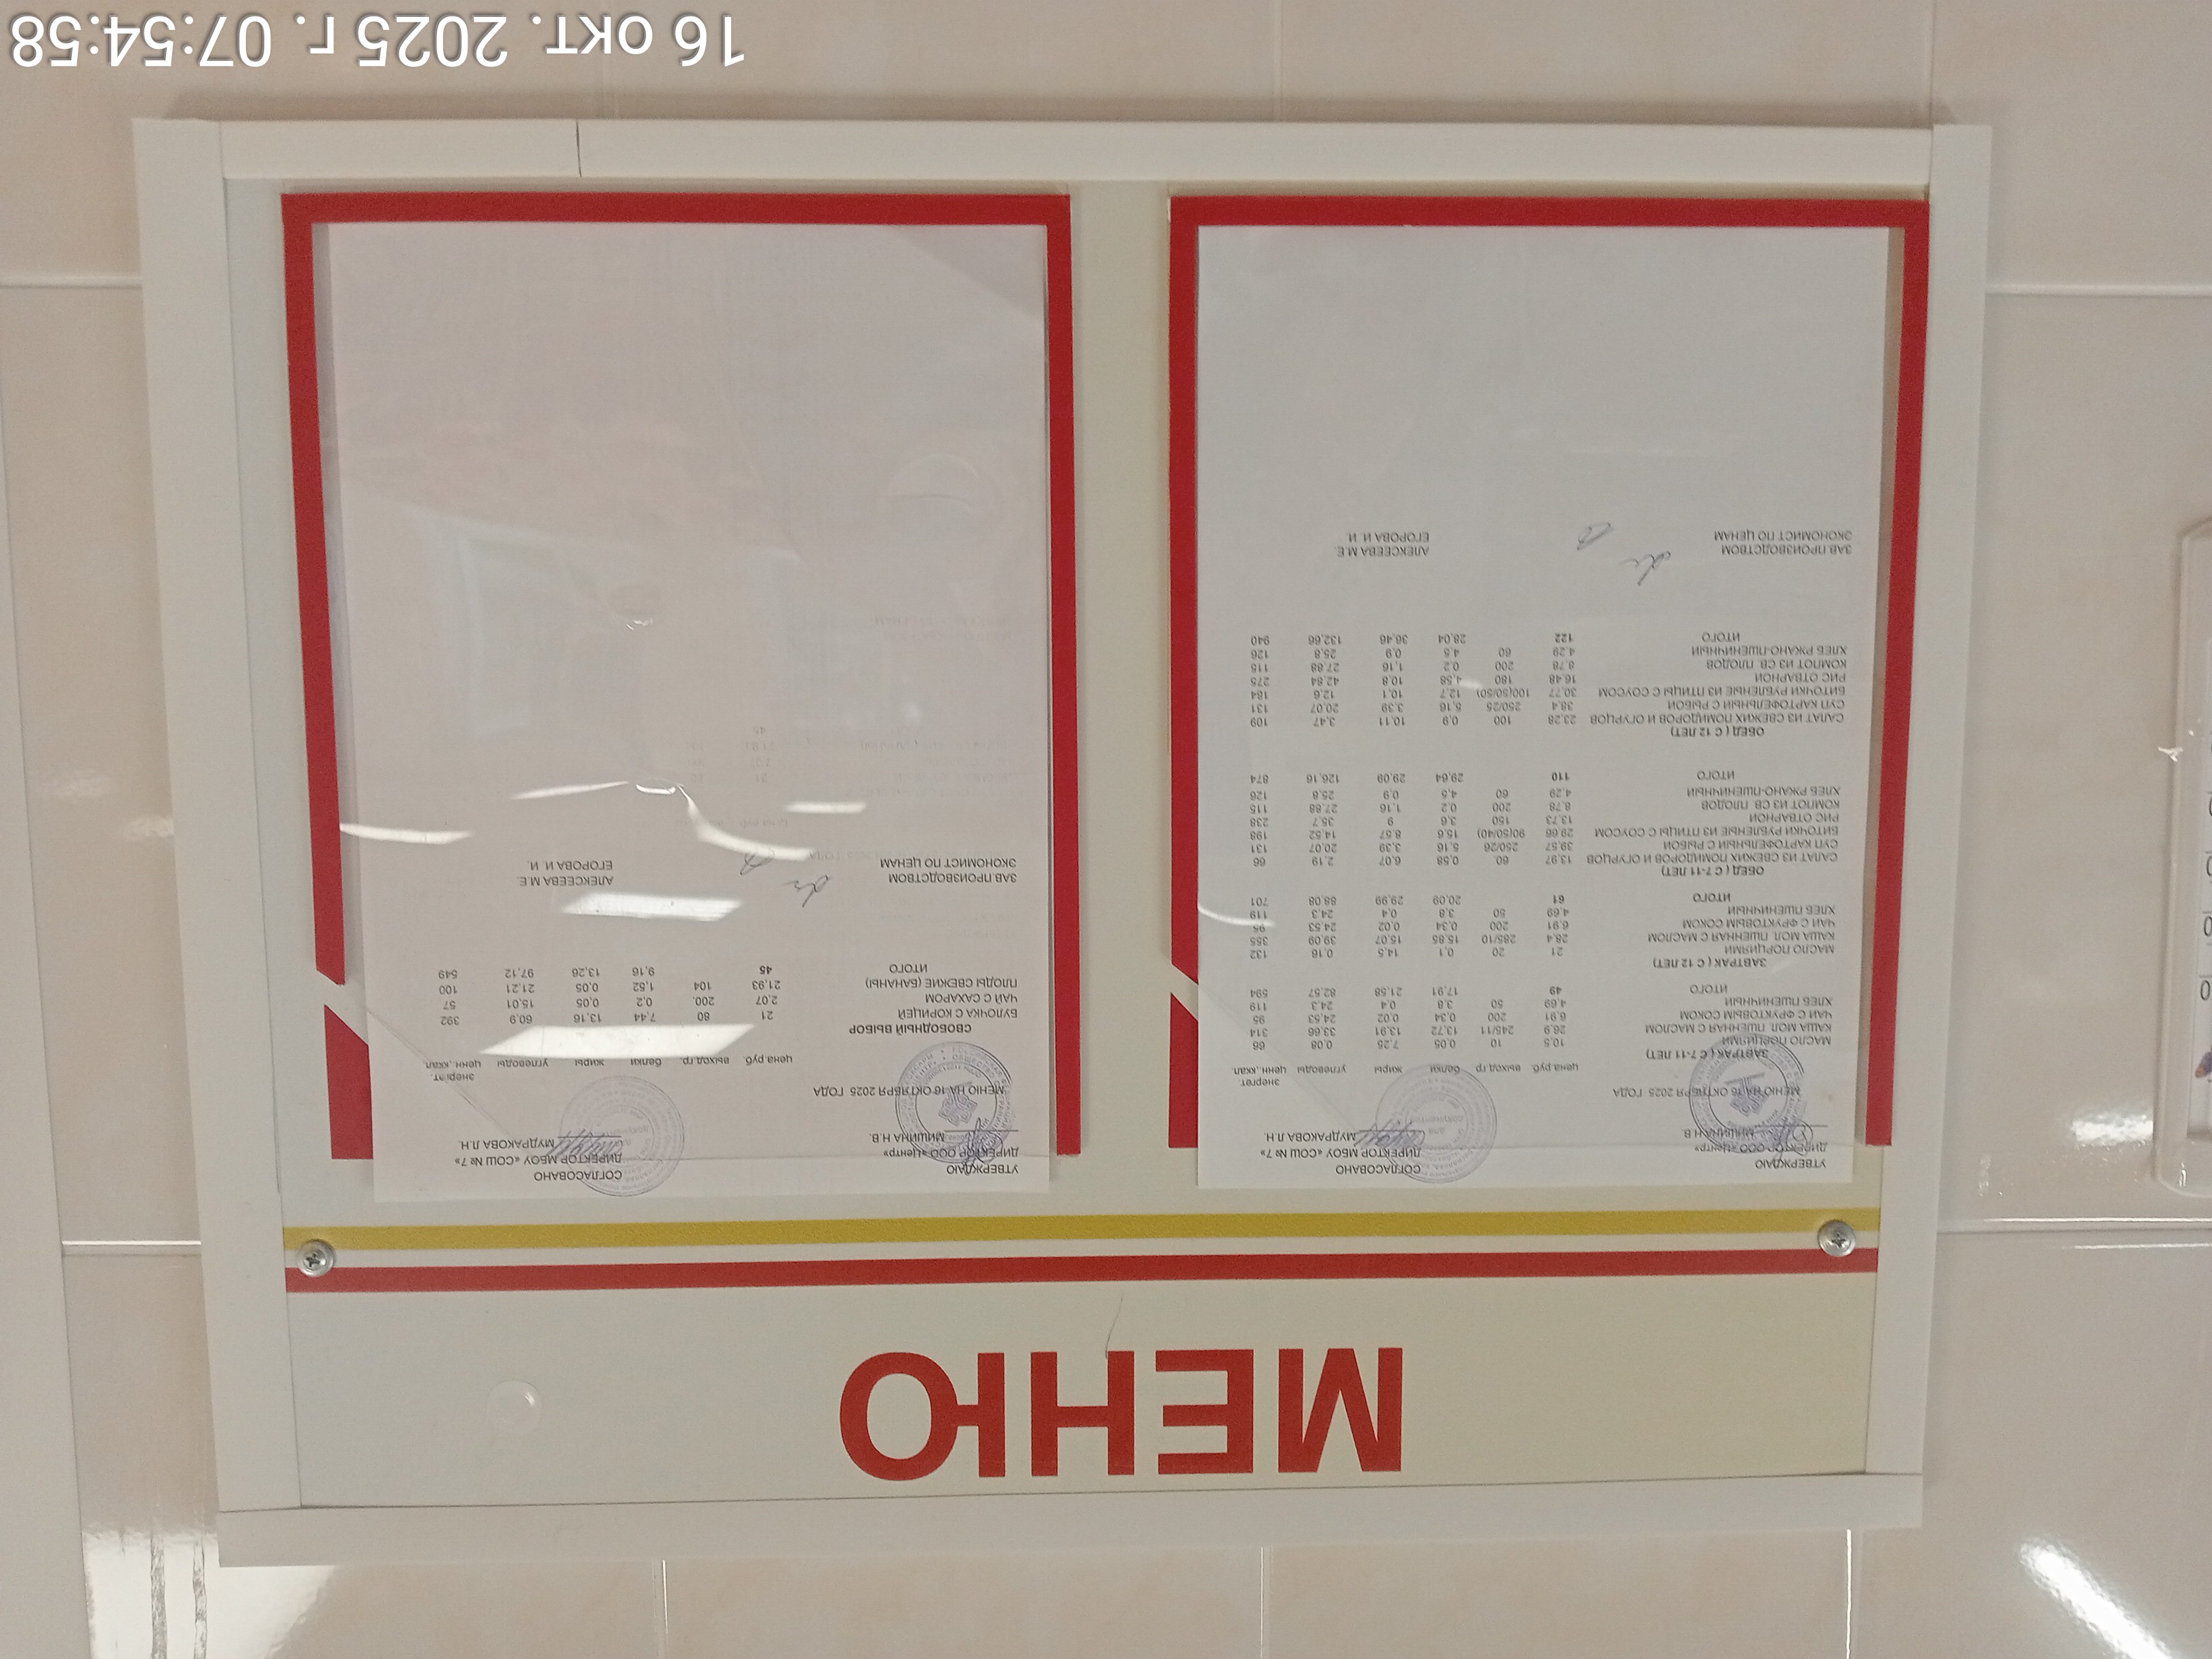 МЕНЮ
УТВЕРЖДАЮ СОГЛАСОВАНО
ДИРЕКТОР ООО «Центр» ДИРЕКТОР МБОУ «СОШ № 7»
МИШИНА Н.В. МУДРАКОВА Л.Н.
МЕНЮ НА 16 ОКТЯБРЯ 2025 ГОДА
цена руб. выход.гр белки жиры углеводы энергет. ценн. ккал.
ЗАВТРАК ( С 7-11 ЛЕТ)
МАСЛО ПОРЦИЯМИ 10,5 10 0,05 7,25 0,08 66
КАША МОЛ. ПШЕННАЯ С МАСЛОМ 26,9 245/11 13,72 13,91 33,66 314
ЧАЙ С ФРУКТОВЫМ СОКОМ 6,91 200 0,34 0,02 24,53 95
ХЛЕБ ПШЕНИЧНЫЙ 4,69 50 3,8 0,4 24,3 119
ИТОГО 49 17,91 21,58 82,57 594
ЗАВТРАК ( С 12 ЛЕТ)
МАСЛО ПОРЦИЯМИ 21 20 0,1 14,5 0,16 132
КАША МОЛ. ПШЕННАЯ С МАСЛОМ 28,4 285/10 15,85 15,07 39,09 355
ЧАЙ С ФРУКТОВЫМ СОКОМ 6,91 200 0,34 0,02 24,53 95
ХЛЕБ ПШЕНИЧНЫЙ 4,69 50 3,8 0,4 24,3 119
ИТОГО 61 20,09 29,99 88,08 701
ОБЕД ( С 7-11 ЛЕТ)
САЛАТ ИЗ СВЕЖИХ ПОМИДОРОВ И ОГУРЦОВ 13,97 60 0,58 6,07 2,19 66
СУП КАРТОФЕЛЬНЫЙ С РЫБОЙ 39,57 250/26 5,16 3,39 20,07 131
БИТОЧКИ РУБЛЕНЫЕ ИЗ ПТИЦЫ С СОУСОМ 29,66 90(50/40) 15,6 8,57 14,52 198
РИС ОТВАРНОЙ 13,73 150 3,6 9 35,7 238
КОМПОТ ИЗ СВ. ПЛОДОВ 8,78 200 0,2 1,16 27,88 115
ХЛЕБ РЖАНО-ПШЕНИЧНЫЙ 4,29 60 4,5 0,9 25,8 126
ИТОГО 110 29,64 29,09 126,16 874
ОБЕД ( С 12 ЛЕТ)
САЛАТ ИЗ СВЕЖИХ ПОМИДОРОВ И ОГУРЦОВ 23,28 100 0,9 10,11 3,47 109
СУП КАРТОФЕЛЬНЫЙ С РЫБОЙ 38,4 250/25 5,16 3,39 20,07 131
БИТОЧКИ РУБЛЕНЫЕ ИЗ ПТИЦЫ С СОУСОМ 30,77 100(50/50) 12,7 10,1 12,6 184
РИС ОТВАРНОЙ 16,48 180 4,58 10,8 42,84 275
КОМПОТ ИЗ СВ. ПЛОДОВ 8,78 200 0,2 1,16 27,88 115
ХЛЕБ РЖАНО-ПШЕНИЧНЫЙ 4,29 60 4,5 0,9 25,8 126
ИТОГО 122 28,04 36,46 132,66 940
ЗАВ.ПРОИЗВОДСТВОМ АЛЕКСЕЕВА М.Е.
ЭКОНОМИСТ ПО ЦЕНАМ ЕГОРОВА И. И
УТВЕРЖДАЮ СОГЛАСОВАНО
ДИРЕКТОР ООО «Центр» ДИРЕКТОР МБОУ «СОШ № 7»
МИШИНА Н.В. МУДРАКОВА Л.Н.
МЕНЮ НА 16 ОКТЯБРЯ 2025 ГОДА
цена руб. выход.гр. белки жиры углеводы энергэт. ценн. ккал.
СВОБОДНЫЙ ВЫБОР
БУЛОЧКА С КОРИЦЕЙ 21 80 7,44 13,16 60,9 392
ЧАЙ С САХАРОМ 2,07 200 0,2 0,05 15,01 57
ПЛОДЫ СВЕЖИЕ (БАНАНЫ) 21,93 104 1,52 0,05 21,21 100
ИТОГО 45 9,16 13,26 97,12 549
ЗАВ.ПРОИЗВОДСТВОМ АЛЕКСЕЕВА М.Е.
ЭКОНОМИСТ ПО ЦЕНАМ ЕГОРОВА И. И
16 окт. 2025 г. 07:54:58